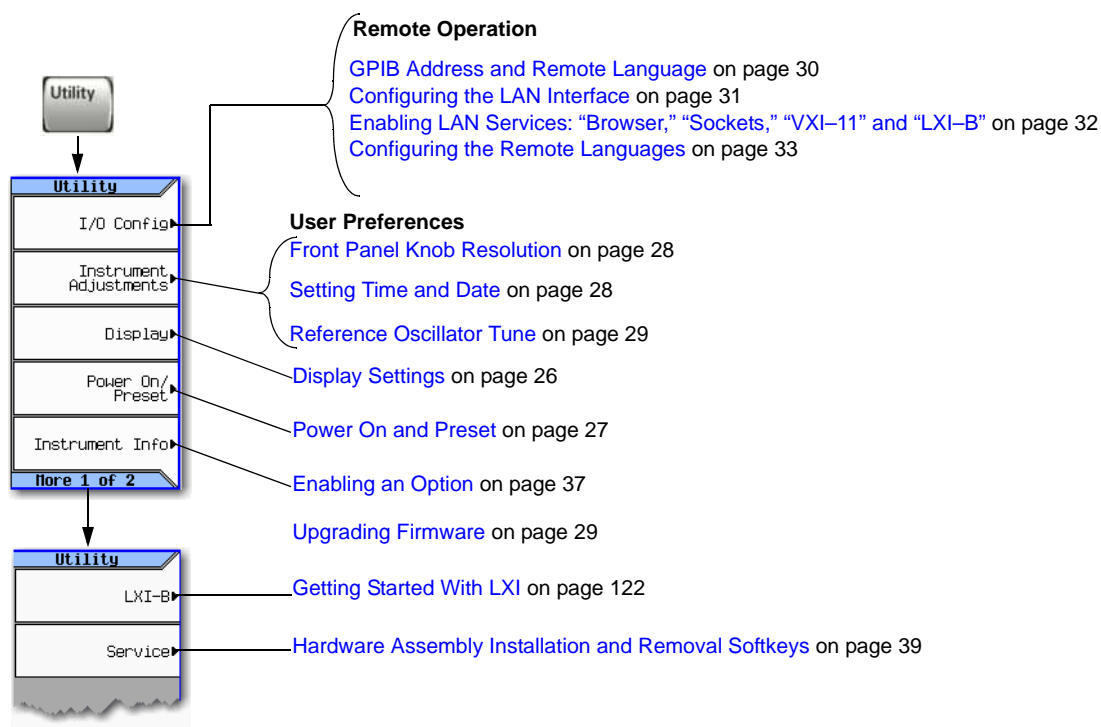 Remote Operation
GPIB Address and Remote Language on page 30
Configuring the LAN Interface on page 31
Enabling LAN Services: “Browser,” “Sockets,” “VXI–11” and “LXI–B” on page 32
Configuring the Remote Languages on page 33
Utility
Utility
I/O Config
Instrument
Adjustments
Display
Power On/
Preset
Instrument Info
More 1 of 2
User Preferences
Front Panel Knob Resolution on page 28
Setting Time and Date on page 28
Reference Oscillator Tune on page 29
Display Settings on page 26
Power On and Preset on page 27
Enabling an Option on page 37
Upgrading Firmware on page 29
Utility
LXI-B
Getting Started With LXI on page 122
Service
Hardware Assembly Installation and Removal Softkeys on page 39